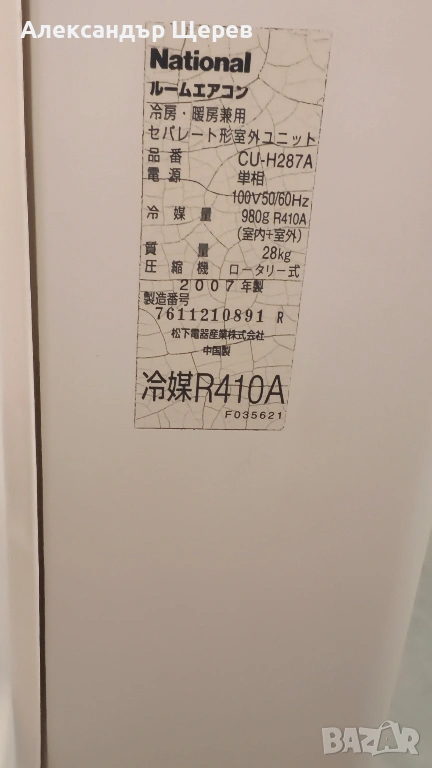 Александър Щерев
National
ルームエアコン
冷房・暖房兼用
セパレート形室外ユニット
品番 CU-H287A
電源 単相
100V50/60Hz
冷媒量 980g R410A
(室内+室外)
質量 28kg
圧縮機 ロータリー式
2007年製
製造番号
7611210891 R
松下電器産業株式会社
中国製
冷媒R410A
F035621
BAZAR